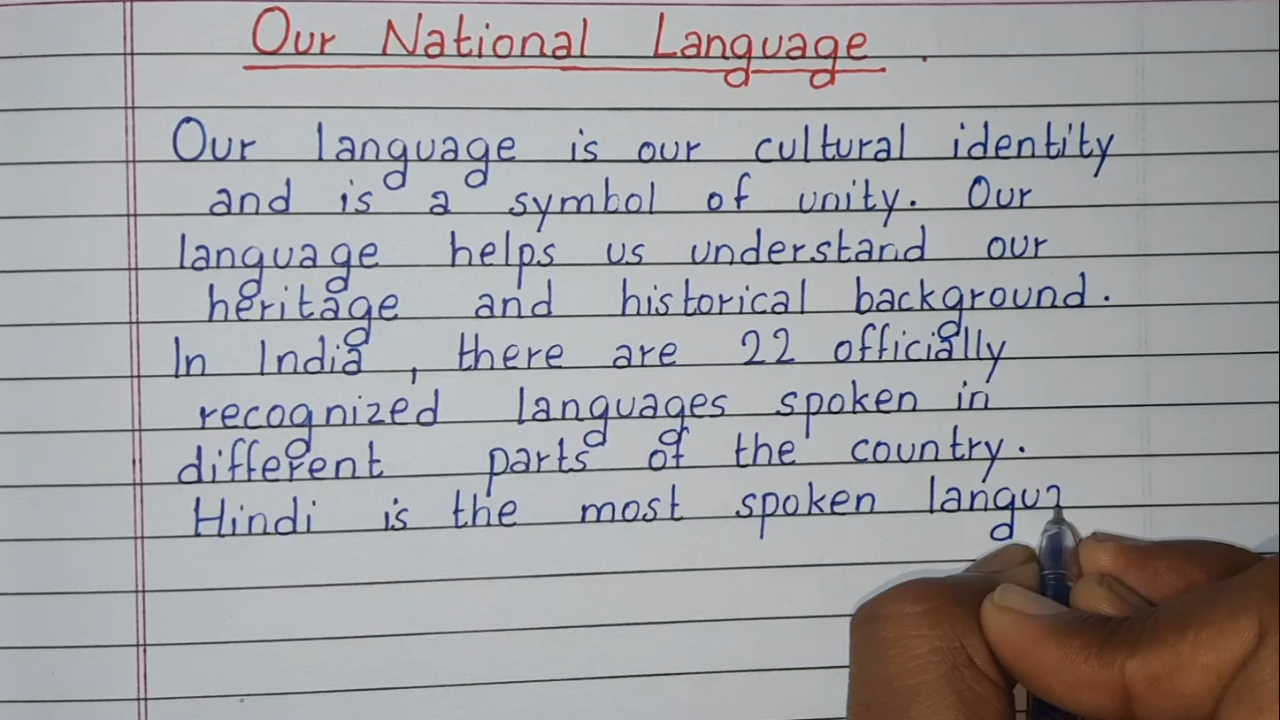 Our National Language.
Our language is our cultural identity
and is a symbol of unity. Our
language helps us understand our
heritage and historical background.
In India, there are 22 officially
recognized languages spoken in
different parts of the country.
Hindi is the most spoken langu